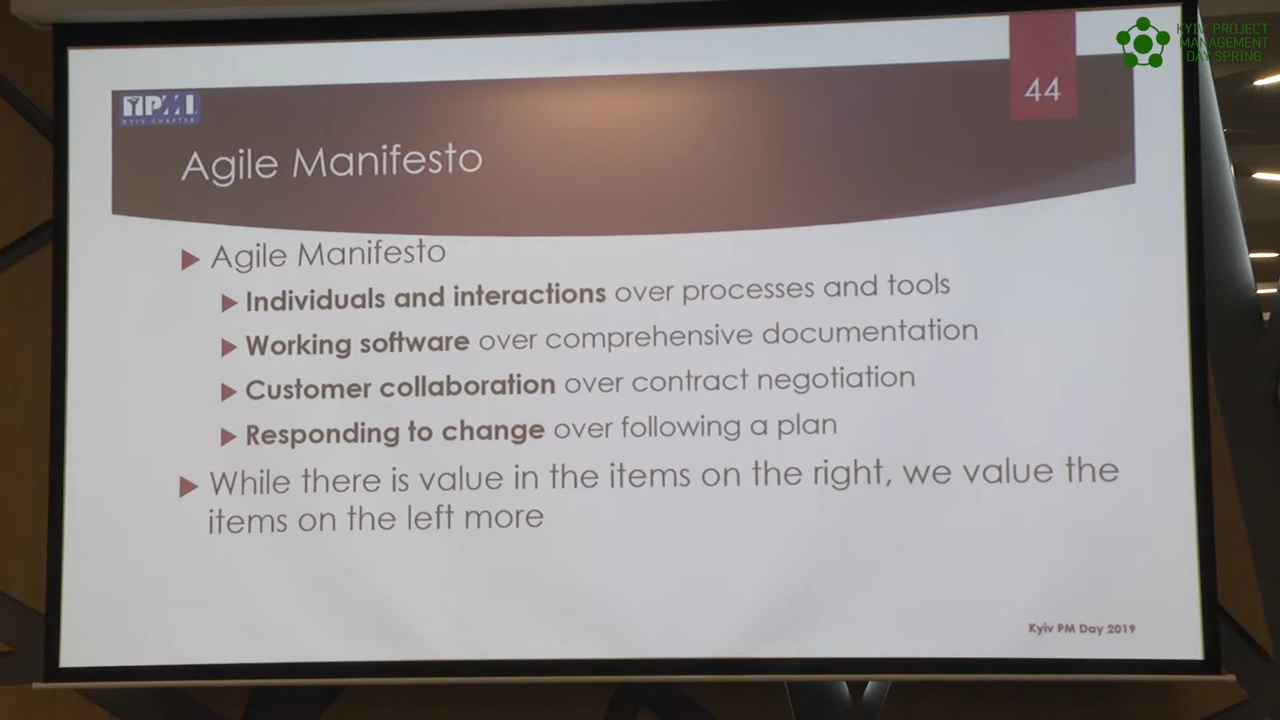 KYIV PROJECT
MANAGEMENT
DAY SPRING
44
PMI
KYIV CHAPTER
Agile Manifesto
Agile Manifesto
Individuals and interactions over processes and tools
Working software over comprehensive documentation
Customer collaboration over contract negotiation
Responding to change over following a plan
While there is value in the items on the right, we value the
items on the left more
Kyiv PM Day 2019